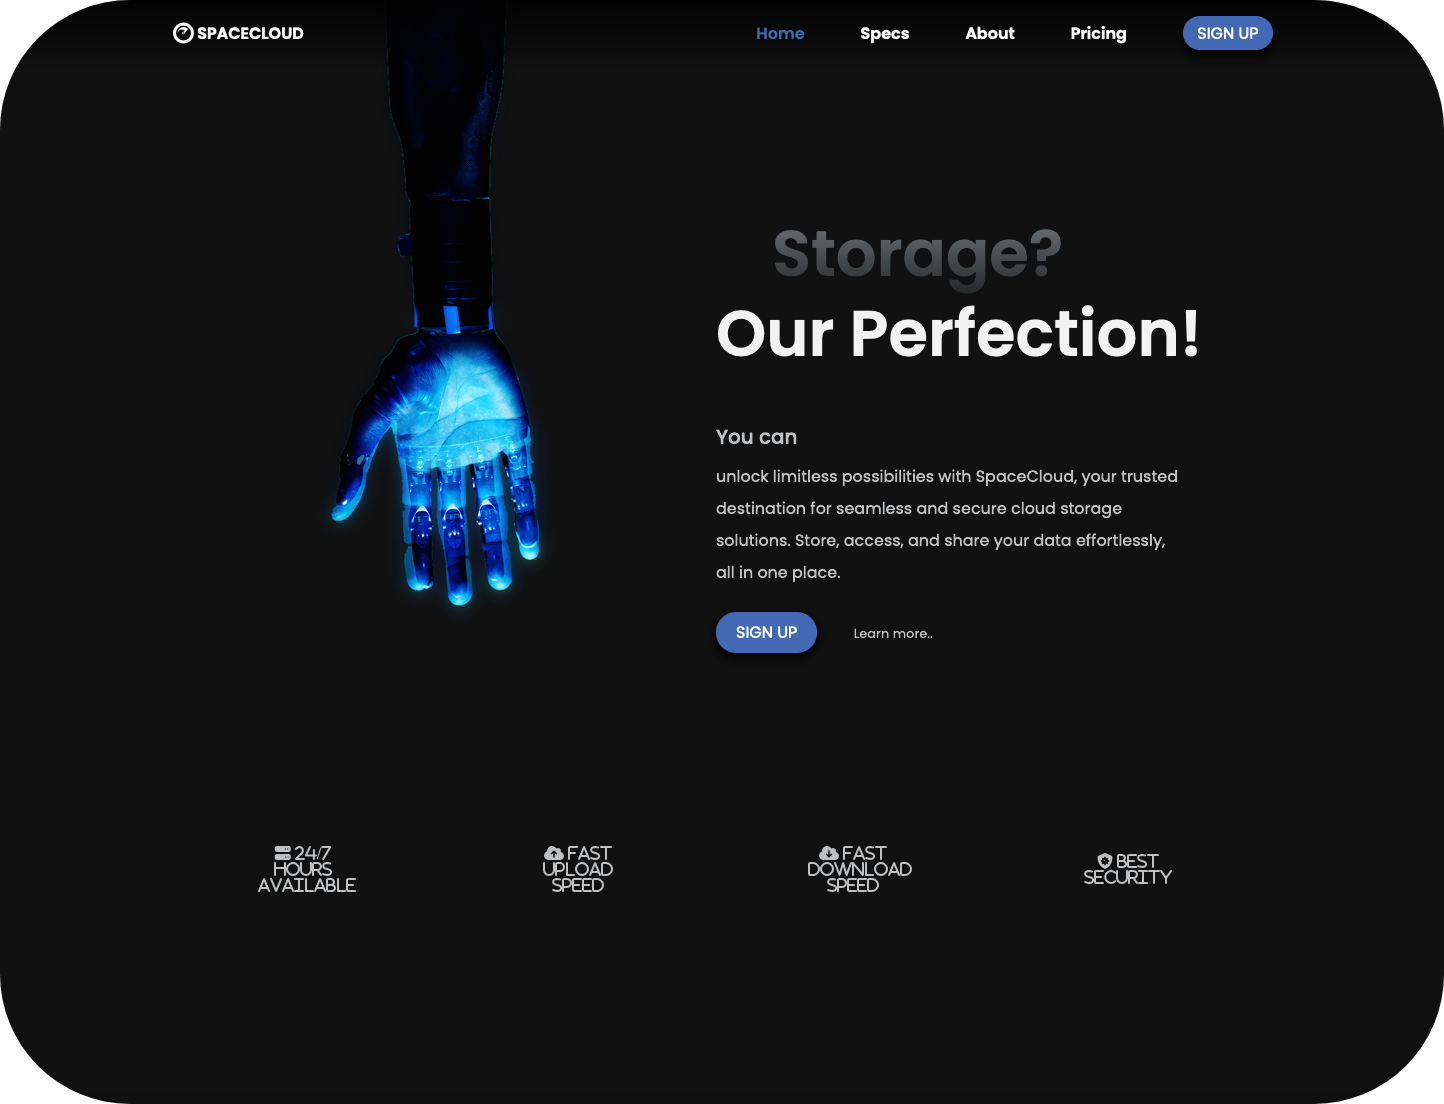 SPACECLOUD
Home
Specs
About
Pricing
SIGN UP
Storage?
Our Perfection!
You can
unlock limitless possibilities with SpaceCloud, your trusted
destination for seamless and secure cloud storage
solutions. Store, access, and share your data effortlessly,
all in one place.
SIGN UP
Learn more..
24/7
HOURS
AVAILABLE
FAST
UPLOAD
SPEED
FAST
DOWNLOAD
SPEED
BEST
SECURITY